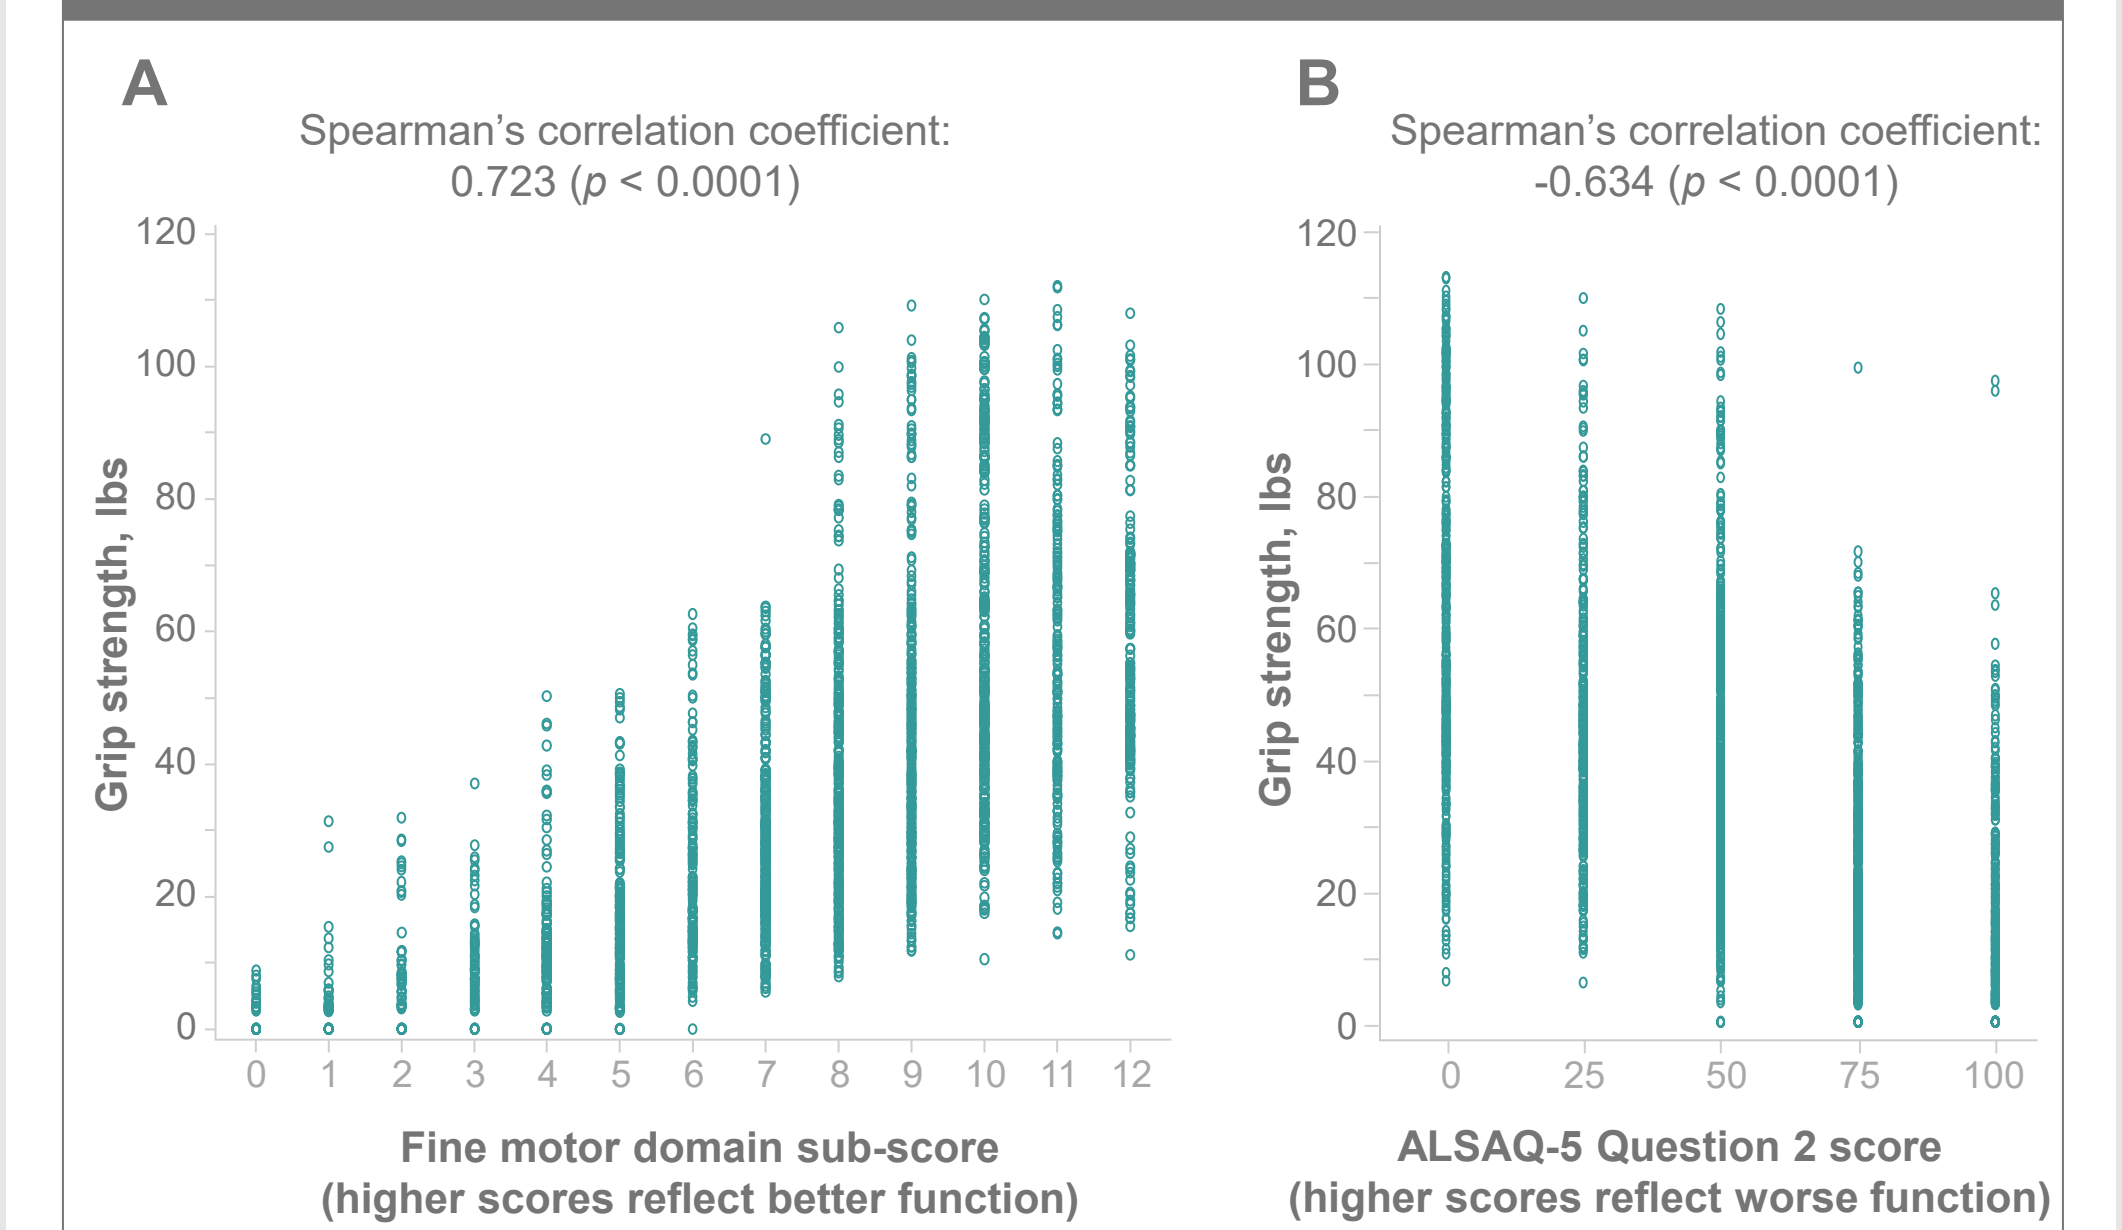 A
Spearman’s correlation coefficient:
0.723 (p < 0.0001)
120
100
80
60
40
20
0
Grip strength, lbs
0 1 2 3 4 5 6 7 8 9 10 11 12
Fine motor domain sub-score
(higher scores reflect better function)
B
Spearman’s correlation coefficient:
-0.634 (p < 0.0001)
120
100
80
60
40
20
0
Grip strength, lbs
0 25 50 75 100
ALSAQ-5 Question 2 score
(higher scores reflect worse function)